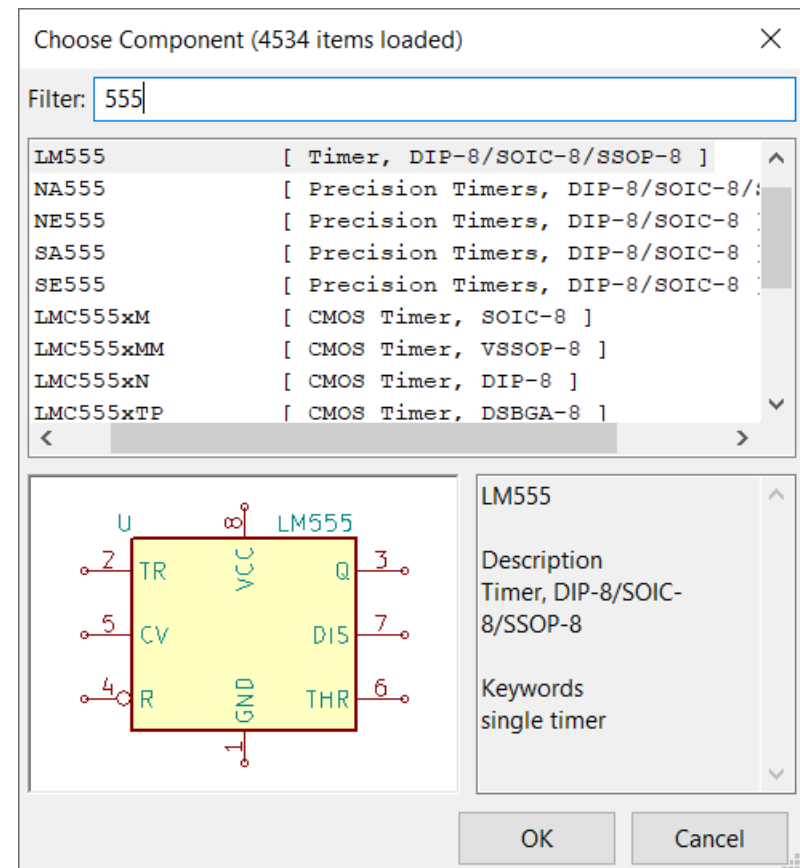 Choose Component (4534 items loaded)
Filter: 555
LM555 [ Timer, DIP-8/SOIC-8/SSOP-8 ]
NA555 [ Precision Timers, DIP-8/SOIC-8/
NE555 [ Precision Timers, DIP-8/SOIC-8 ]
SA555 [ Precision Timers, DIP-8/SOIC-8 ]
SE555 [ Precision Timers, DIP-8/SOIC-8 ]
LMC555xM [ CMOS Timer, SOIC-8 ]
LMC555xMM [ CMOS Timer, VSSOP-8 ]
LMC555xN [ CMOS Timer, DIP-8 ]
LMC555xTP [ CMOS Timer, DSBGA-8 ]
U 8 LM555
2 TR VCC Q 3
5 CV DIS 7
4 R GND THR 6
1
LM555
Description
Timer, DIP-8/SOIC-
8/SSOP-8
Keywords
single timer
OK Cancel